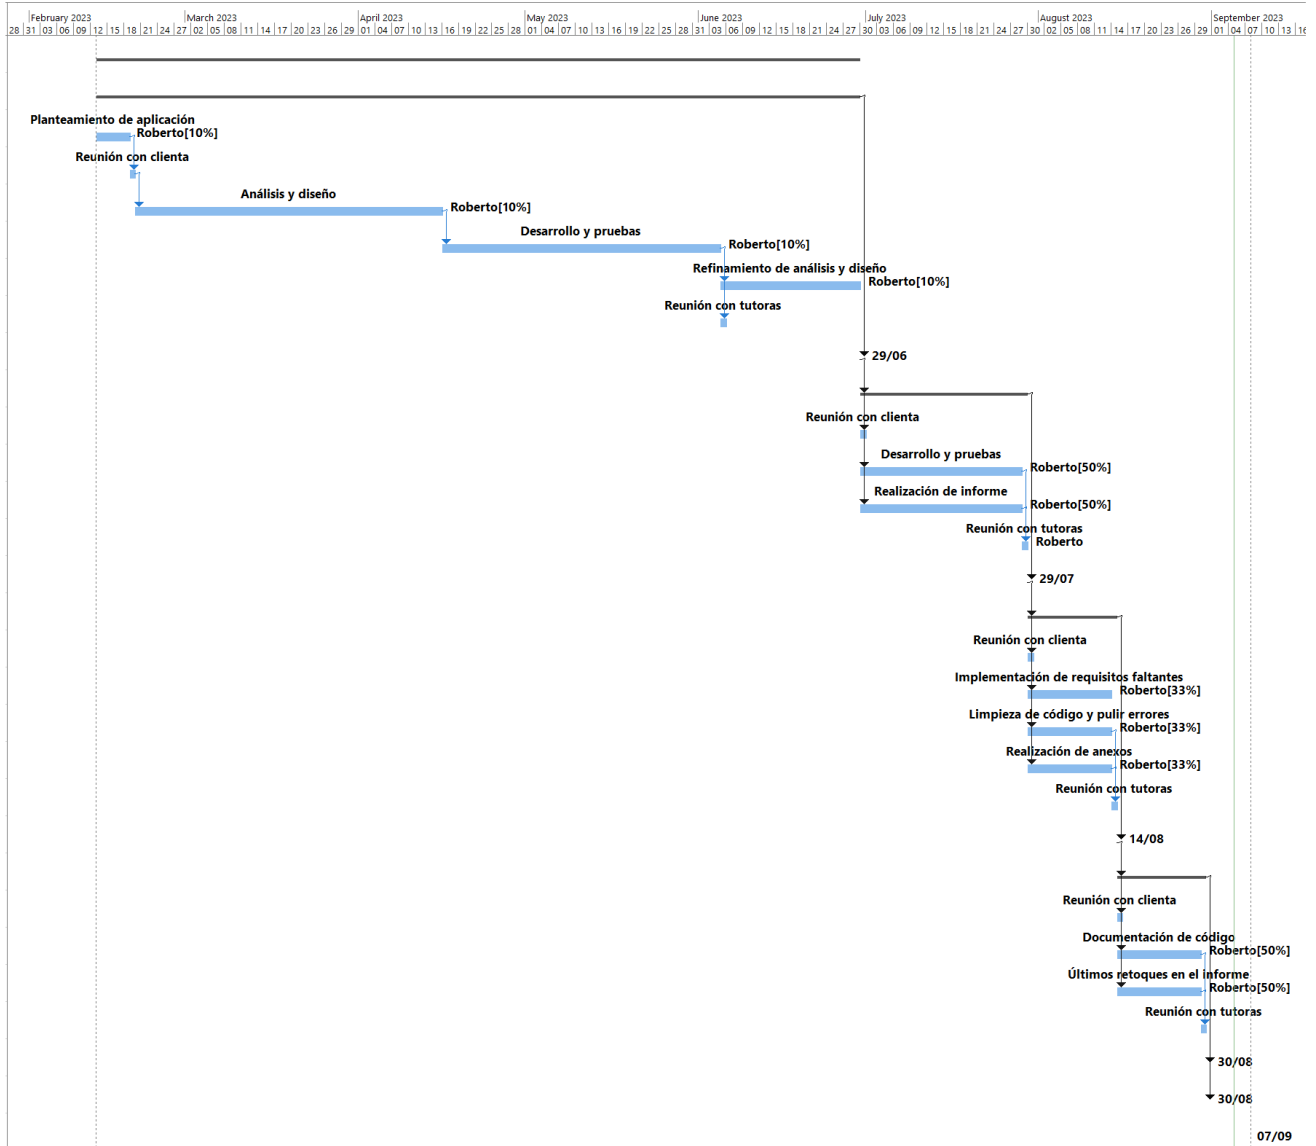 February 2023 March 2023 April 2023 May 2023 June 2023 July 2023 August 2023 September 2023
28 31 03 06 09 12 15 18 21 24 27 02 05 08 11 14 17 20 23 26 29 01 04 07 10 13 16 19 22 25 28 01 04 07 10 13 16 19 22 25 28 31 03 06 09 12 15 18 21 24 27 30 03 06 09 12 15 18 21 24 27 30 02 05 08 11 14 17 20 23 26 29 01 04 07 10 13 16
Planteamiento de aplicación
Roberto[10%]
Reunión con clienta
Análisis y diseño
Roberto[10%]
Desarrollo y pruebas
Roberto[10%]
Refinamiento de análisis y diseño
Roberto[10%]
Reunión con tutoras
29/06
Reunión con clienta
Desarrollo y pruebas
Roberto[50%]
Realización de informe
Roberto[50%]
Reunión con tutoras
Roberto
29/07
Reunión con clienta
Implementación de requisitos faltantes
Roberto[33%]
Limpieza de código y pulir errores
Roberto[33%]
Realización de anexos
Roberto[33%]
Reunión con tutoras
14/08
Reunión con clienta
Documentación de código
Roberto[50%]
Últimos retoques en el informe
Roberto[50%]
Reunión con tutoras
30/08
30/08
07/09